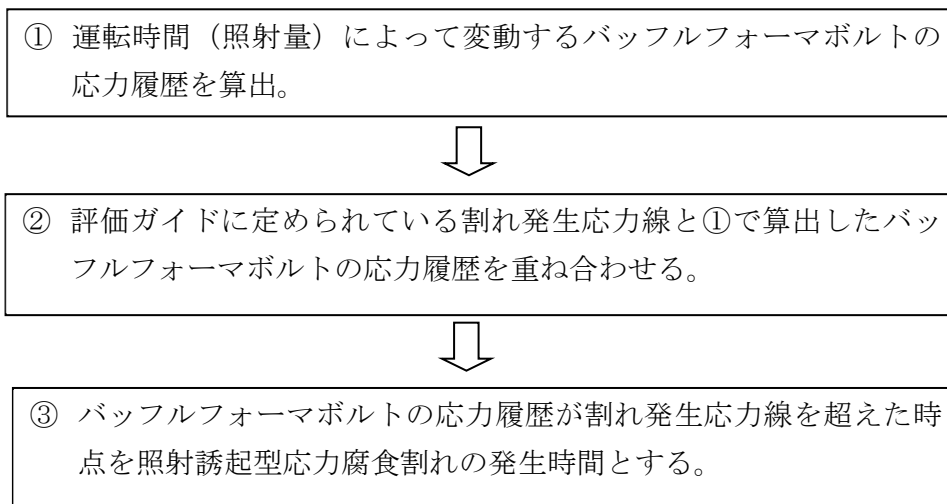 ① 運転時間（照射量）によって変動するバッフルフォーマボルトの
応力履歴を算出。
② 評価ガイドに定められている割れ発生応力線と①で算出したバッ
フルフォーマボルトの応力履歴を重ね合わせる。
③ バッフルフォーマボルトの応力履歴が割れ発生応力線を超えた時
点を照射誘起型応力腐食割れの発生時間とする。